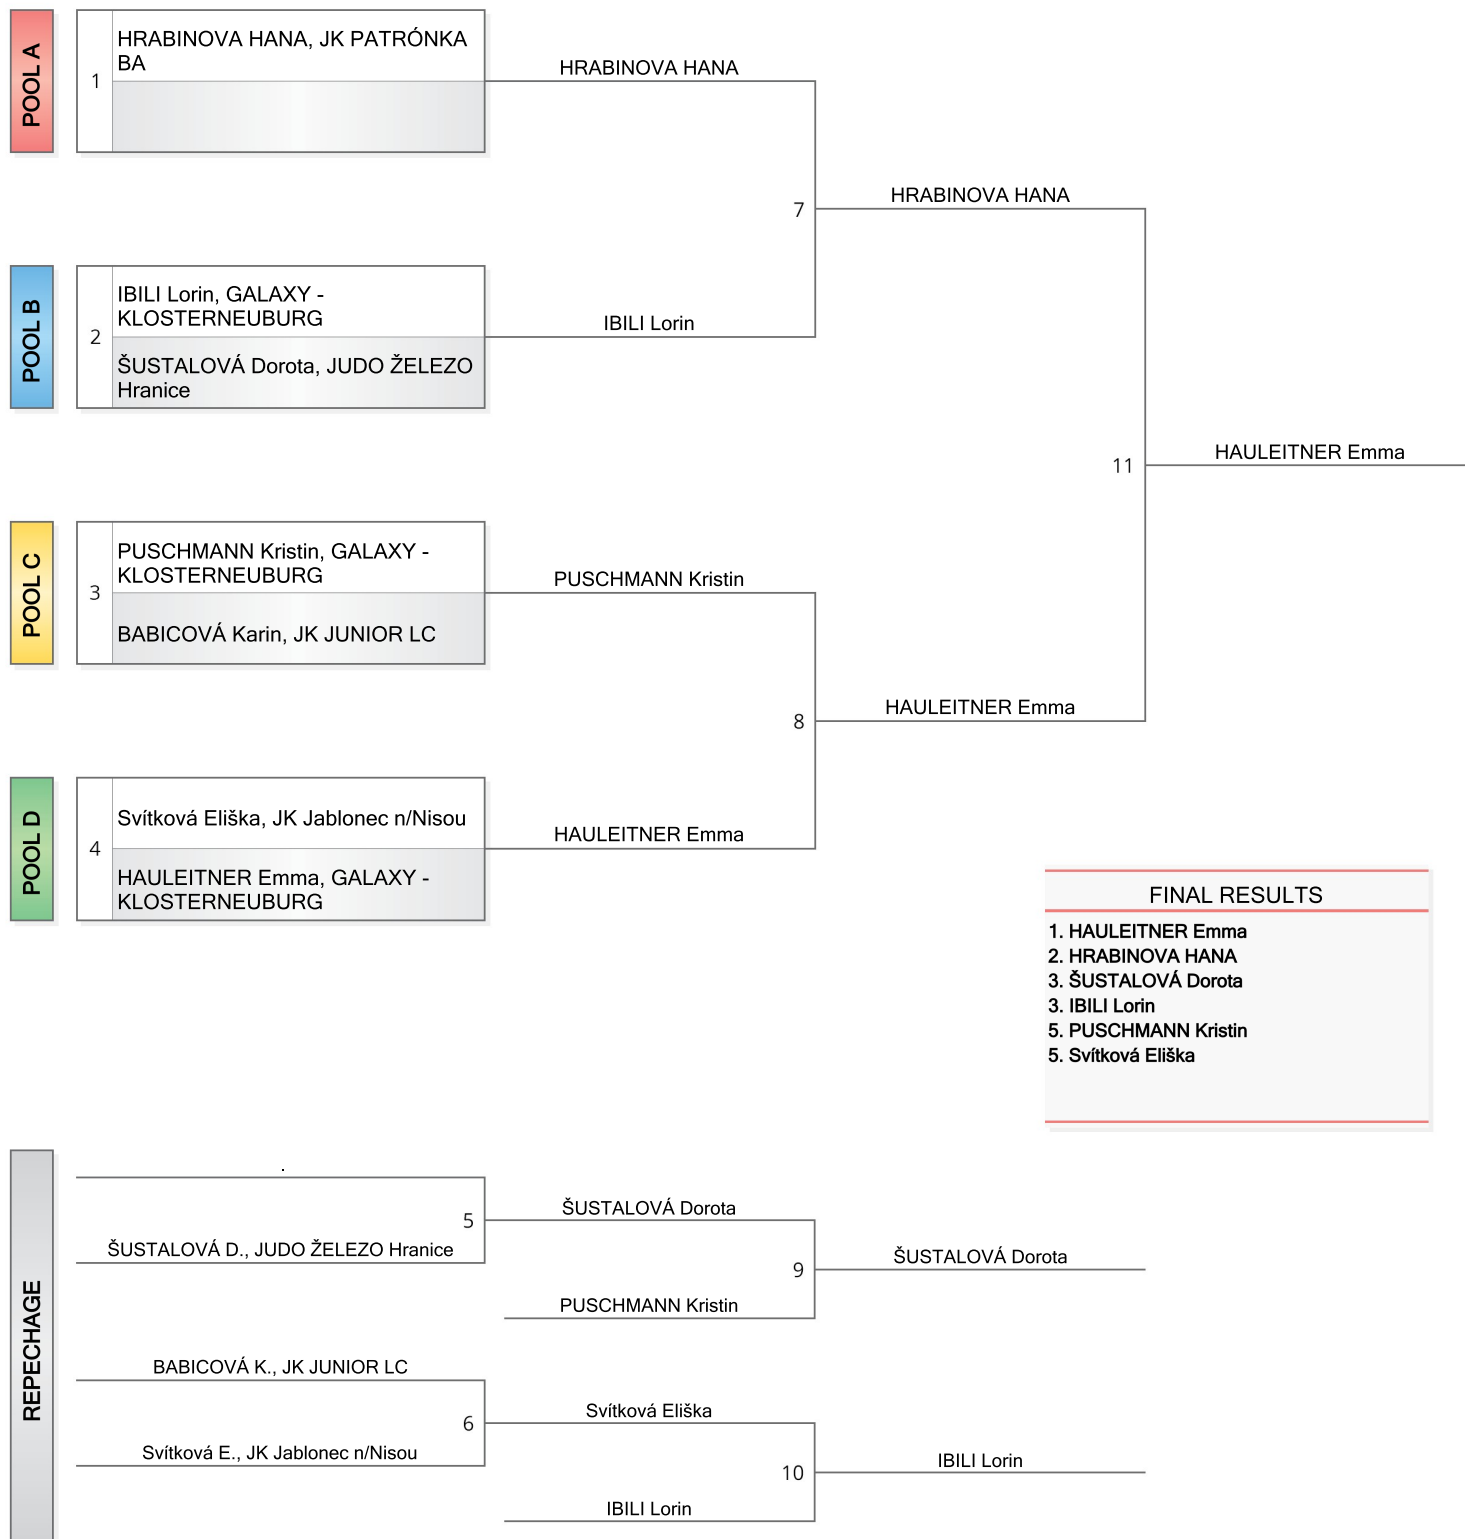 POOL A
1
HRABINOVA HANA, JK PATRÓNKA
BA
HRABINOVA HANA
7
HRABINOVA HANA
POOL B
2
IBILI Lorin, GALAXY -
KLOSTERNEUBURG
ŠUSTALOVÁ Dorota, JUDO ŽELEZO
Hranice
IBILI Lorin
11
HAULEITNER Emma
POOL C
3
PUSCHMANN Kristin, GALAXY -
KLOSTERNEUBURG
BABICOVÁ Karin, JK JUNIOR LC
PUSCHMANN Kristin
8
HAULEITNER Emma
POOL D
4
Svítková Eliška, JK Jablonec n/Nisou
HAULEITNER Emma, GALAXY -
KLOSTERNEUBURG
HAULEITNER Emma
FINAL RESULTS
1. HAULEITNER Emma
2. HRABINOVA HANA
3. ŠUSTALOVÁ Dorota
3. IBILI Lorin
5. PUSCHMANN Kristin
5. Svítková Eliška
REPECHAGE
.
5
ŠUSTALOVÁ D., JUDO ŽELEZO Hranice
ŠUSTALOVÁ Dorota
9
PUSCHMANN Kristin
ŠUSTALOVÁ Dorota
BABICOVÁ K., JK JUNIOR LC
6
Svítková E., JK Jablonec n/Nisou
Svítková Eliška
10
IBILI Lorin
IBILI Lorin